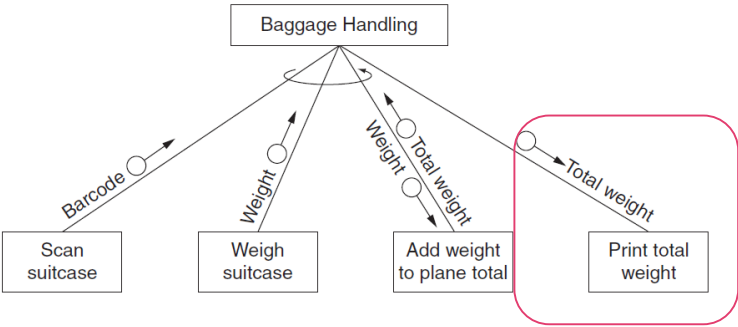 Baggage Handling
Barcode
Weight
Weight
Total weight
Total weight
Scan
suitcase
Weigh
suitcase
Add weight
to plane total
Print total
weight